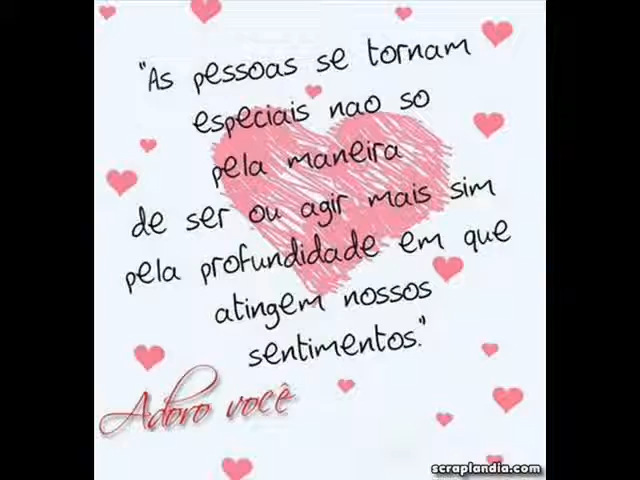 "As pessoas se tornam
especiais nao so
pela maneira
de ser ou agir mais sim
pela profundidade em que
atingem nossos
sentimentos."
Adoro você
scraplandia.com